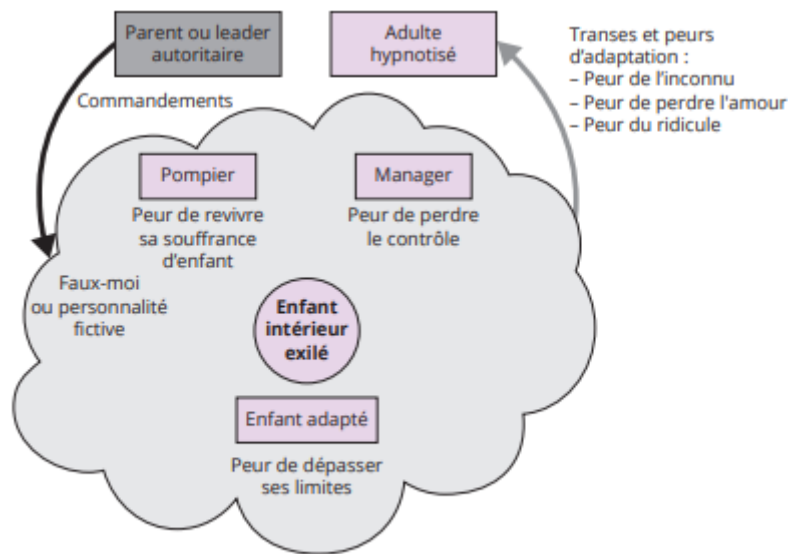 Parent ou leader
autoritaire
Adulte
hypnotisé
Transes et peurs
d'adaptation :
– Peur de l'inconnu
– Peur de perdre l'amour
– Peur du ridicule
Commandements
Pompier
Manager
Peur de revivre
sa souffrance
d'enfant
Peur de perdre
le contrôle
Faux-moi
ou personnalité
fictive
Enfant
intérieur
exilé
Enfant adapté
Peur de dépasser
ses limites